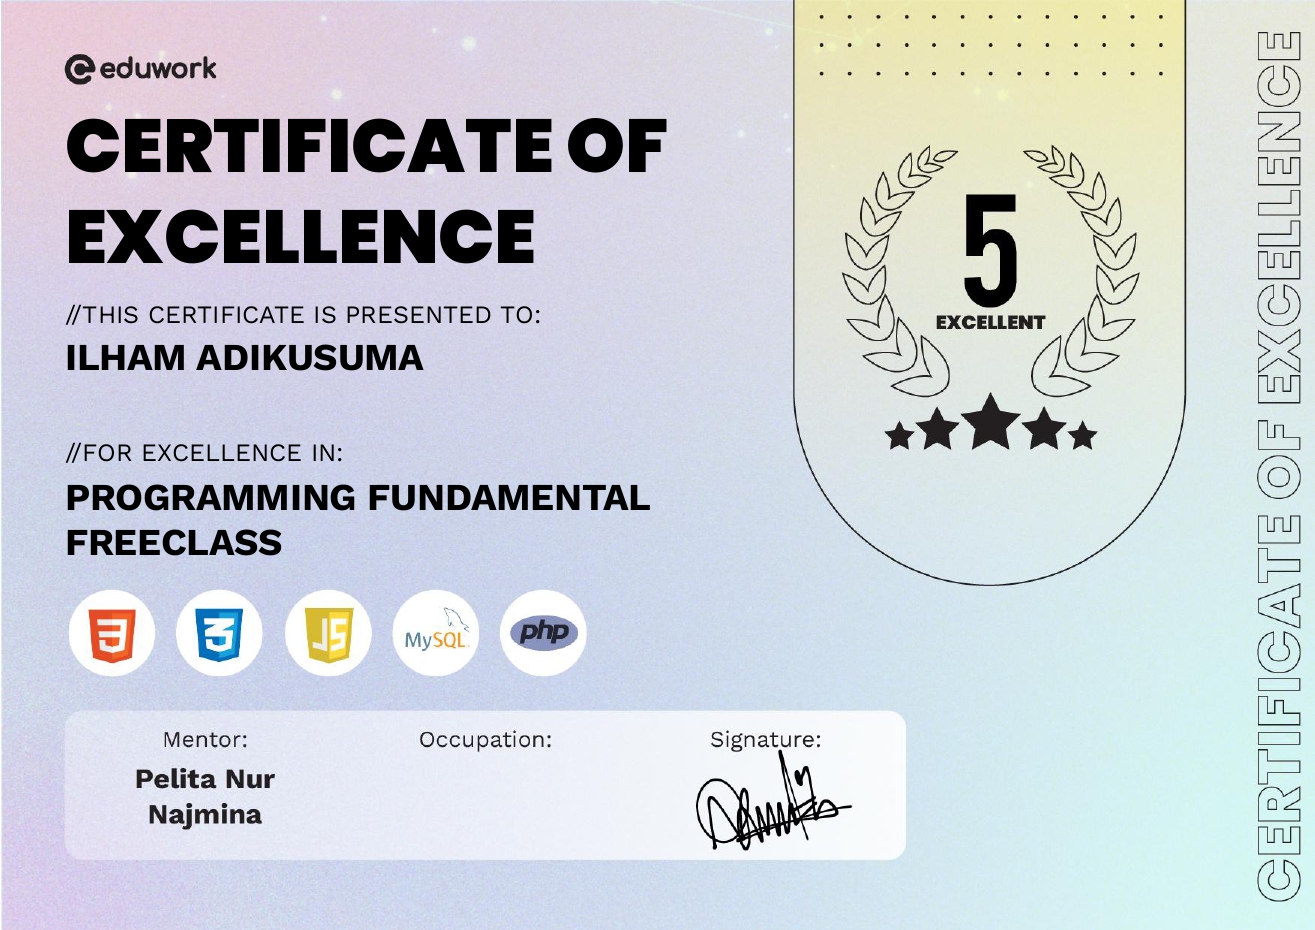 eduwork
CERTIFICATE OF
EXCELLENCE
//THIS CERTIFICATE IS PRESENTED TO:
ILHAM ADIKUSUMA
//FOR EXCELLENCE IN:
PROGRAMMING FUNDAMENTAL
FREECLASS
JS
MySQL
php
Mentor:
Pelita Nur
Najmina
Occupation:
Signature:
5
EXCELLENT
CERTIFICATE OF EXCELLENCE